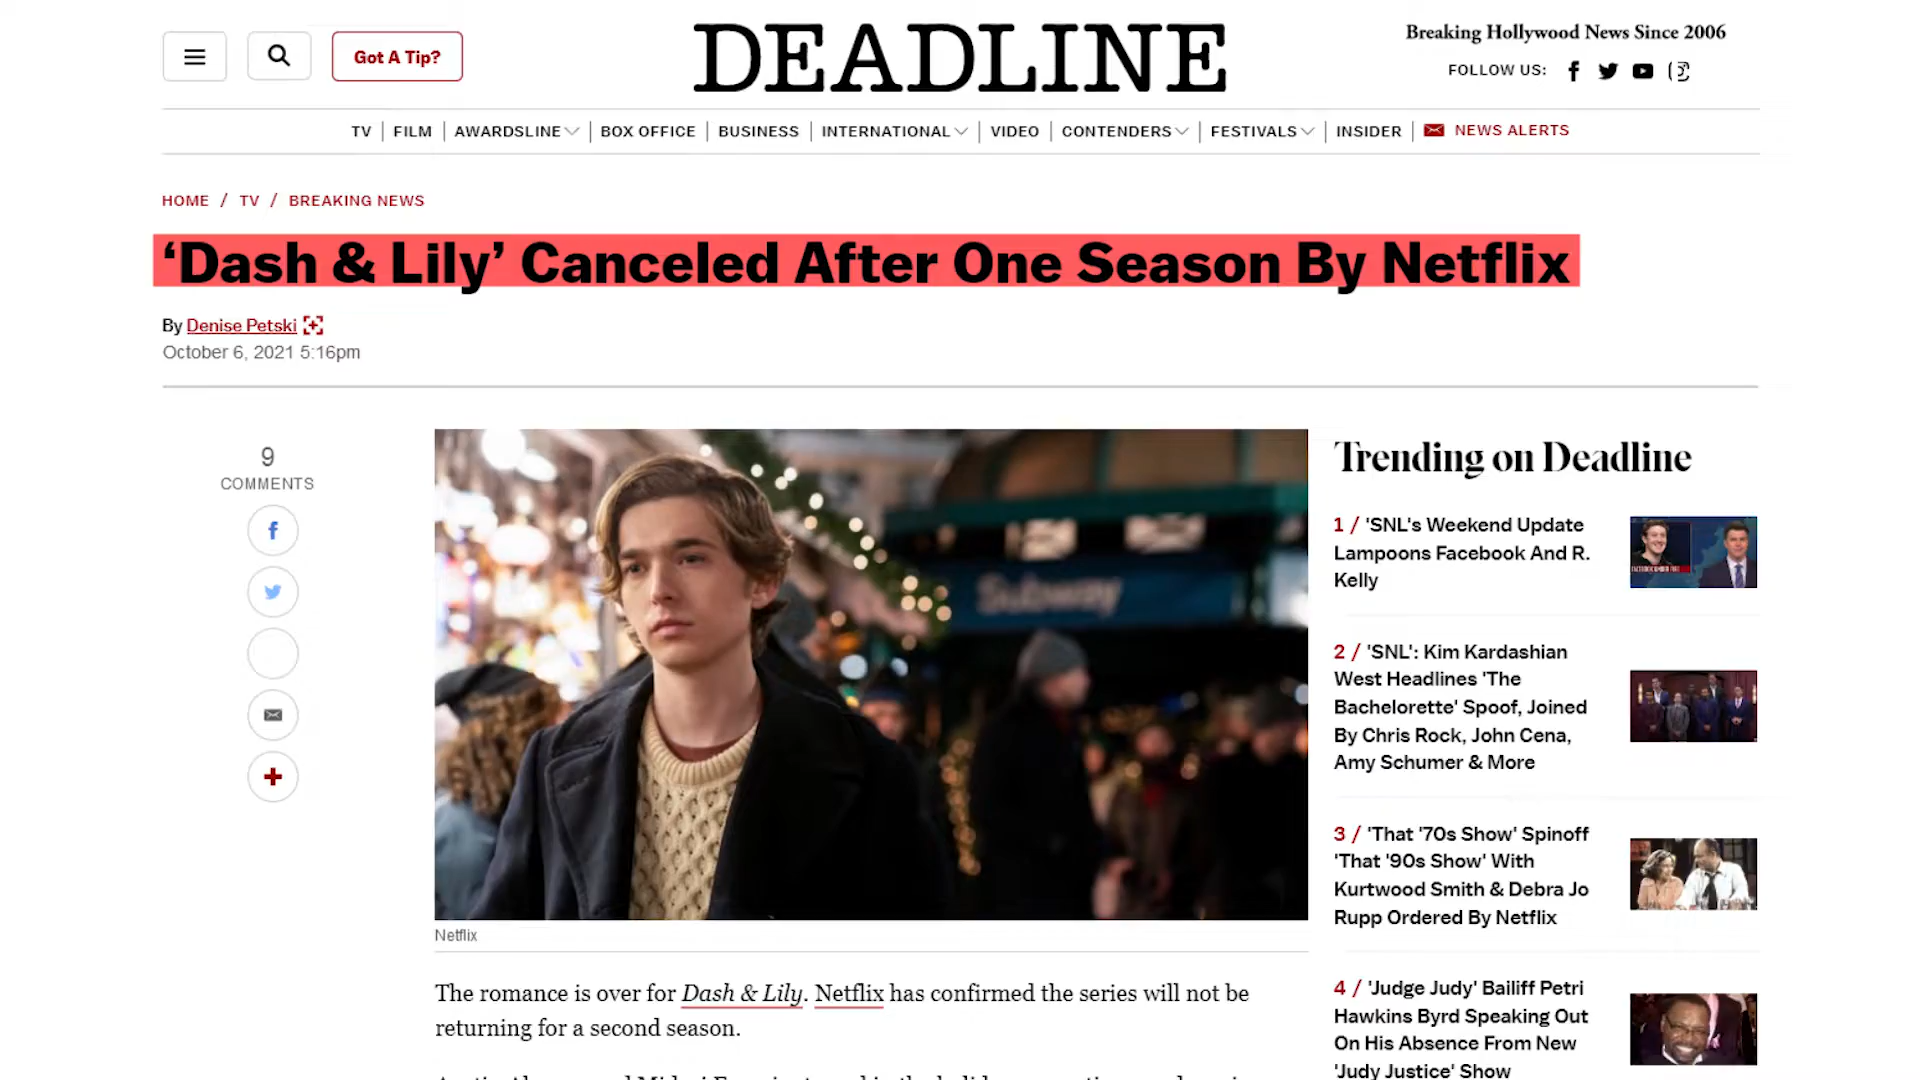 Got A Tip?
DEADLINE
Breaking Hollywood News Since 2006
FOLLOW US:
TV
FILM
AWARDSLINE
BOX OFFICE
BUSINESS
INTERNATIONAL
VIDEO
CONTENDERS
FESTIVALS
INSIDER
NEWS ALERTS
HOME / TV / BREAKING NEWS
‘Dash & Lily’ Canceled After One Season By Netflix
By Denise Petski
October 6, 2021 5:16pm
9
COMMENTS
Subway
Netflix
The romance is over for Dash & Lily. Netflix has confirmed the series will not be
returning for a second season.
Trending on Deadline
1 / 'SNL's Weekend Update
Lampoons Facebook And R.
Kelly
2 / 'SNL': Kim Kardashian
West Headlines 'The
Bachelorette' Spoof, Joined
By Chris Rock, John Cena,
Amy Schumer & More
3 / 'That '70s Show' Spinoff
'That '90s Show' With
Kurtwood Smith & Debra Jo
Rupp Ordered By Netflix
4 / 'Judge Judy' Bailiff Petri
Hawkins Byrd Speaking Out
On His Absence From New
'Judy Justice' Show